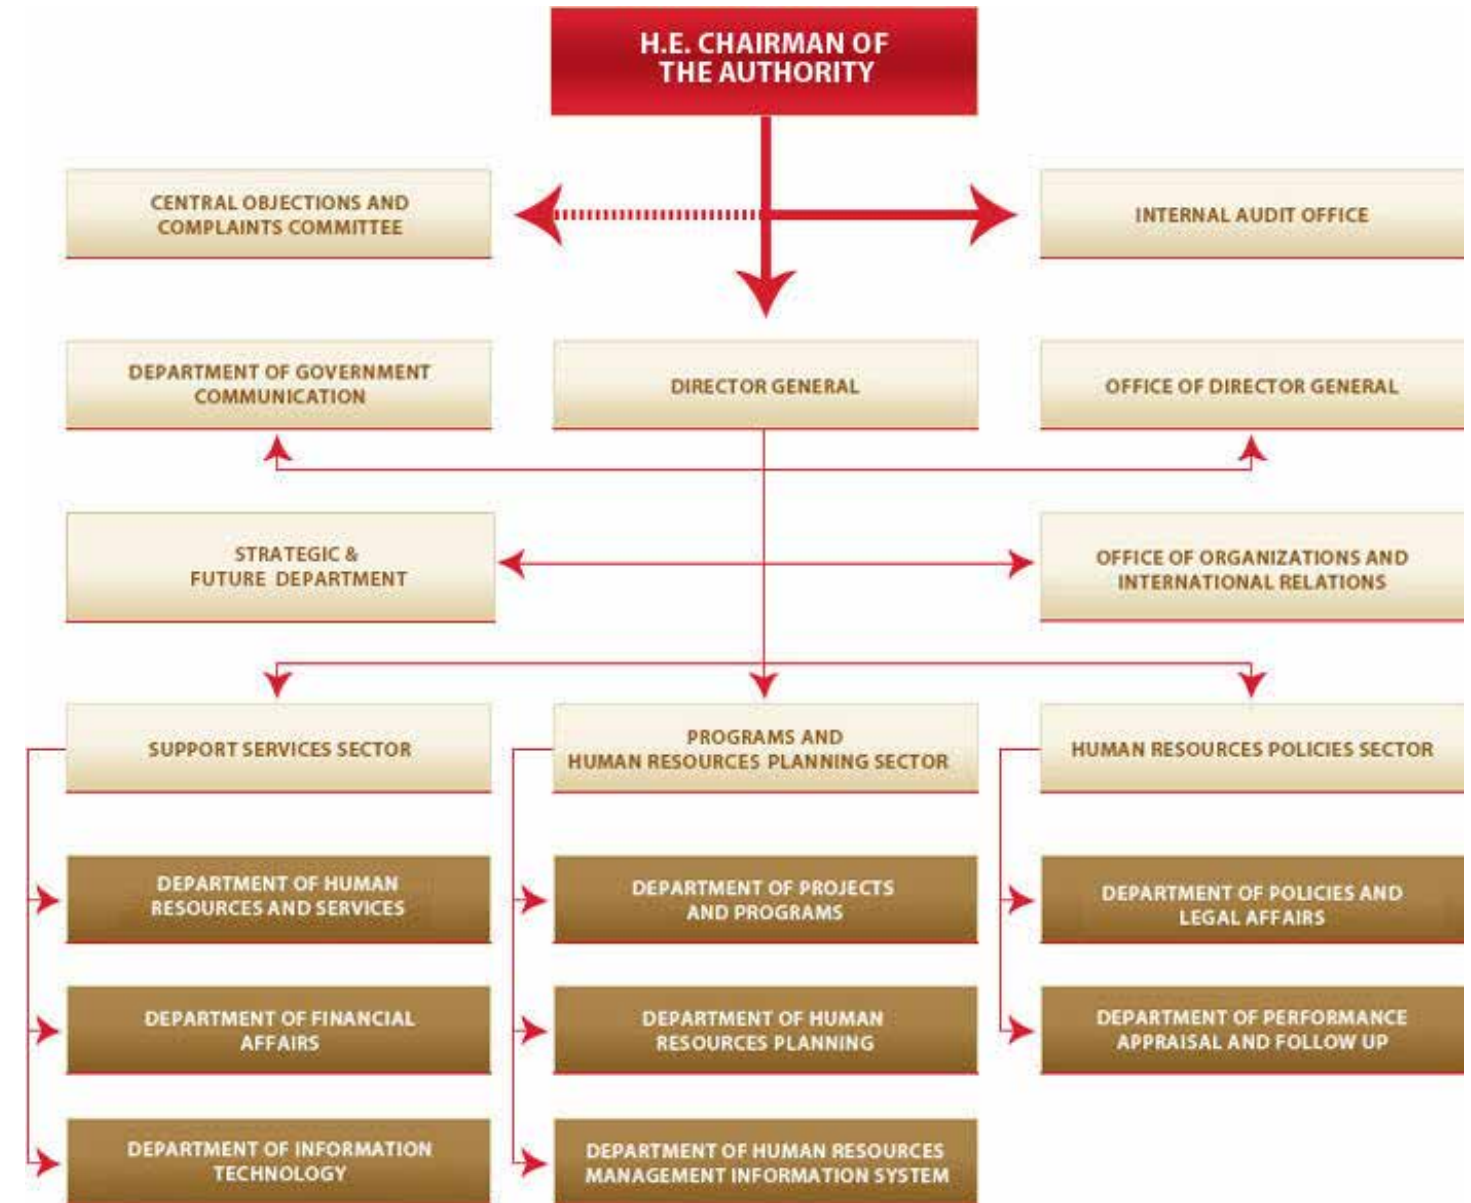 H.E. CHAIRMAN OF
THE AUTHORITY
CENTRAL OBJECTIONS AND
COMPLAINTS COMMITTEE
INTERNAL AUDIT OFFICE
DEPARTMENT OF GOVERNMENT
COMMUNICATION
DIRECTOR GENERAL
OFFICE OF DIRECTOR GENERAL
STRATEGIC &
FUTURE DEPARTMENT
OFFICE OF ORGANIZATIONS AND
INTERNATIONAL RELATIONS
SUPPORT SERVICES SECTOR
PROGRAMS AND
HUMAN RESOURCES PLANNING SECTOR
HUMAN RESOURCES POLICIES SECTOR
DEPARTMENT OF HUMAN
RESOURCES AND SERVICES
DEPARTMENT OF PROJECTS
AND PROGRAMS
DEPARTMENT OF POLICIES AND
LEGAL AFFAIRS
DEPARTMENT OF FINANCIAL
AFFAIRS
DEPARTMENT OF HUMAN
RESOURCES PLANNING
DEPARTMENT OF PERFORMANCE
APPRAISAL AND FOLLOW UP
DEPARTMENT OF INFORMATION
TECHNOLOGY
DEPARTMENT OF HUMAN RESOURCES
MANAGEMENT INFORMATION SYSTEM